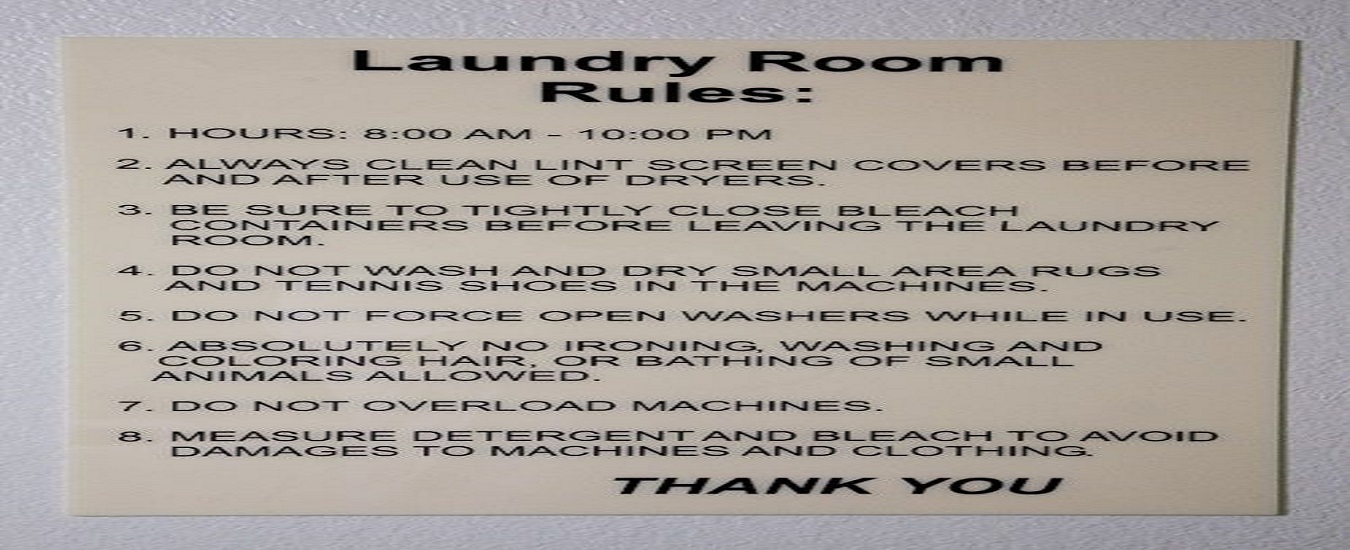 Laundry Room
Rules:
1. HOURS: 8:00 AM - 10:00 PM
2. ALWAYS CLEAN LINT SCREEN COVERS BEFORE
AND AFTER USE OF DRYERS.
3. BE SURE TO TIGHTLY CLOSE BLEACH
CONTAINERS BEFORE LEAVING THE LAUNDRY
ROOM.
4. DO NOT WASH AND DRY SMALL AREA RUGS
AND TENNIS SHOES IN THE MACHINES.
5. DO NOT FORCE OPEN WASHERS WHILE IN USE.
6. ABSOLUTELY NO IRONING, WASHING AND
COLORING HAIR, OR BATHING OF SMALL
ANIMALS ALLOWED.
7. DO NOT OVERLOAD MACHINES.
8. MEASURE DETERGENT AND BLEACH TO AVOID
DAMAGES TO MACHINES AND CLOTHING.
THANK YOU